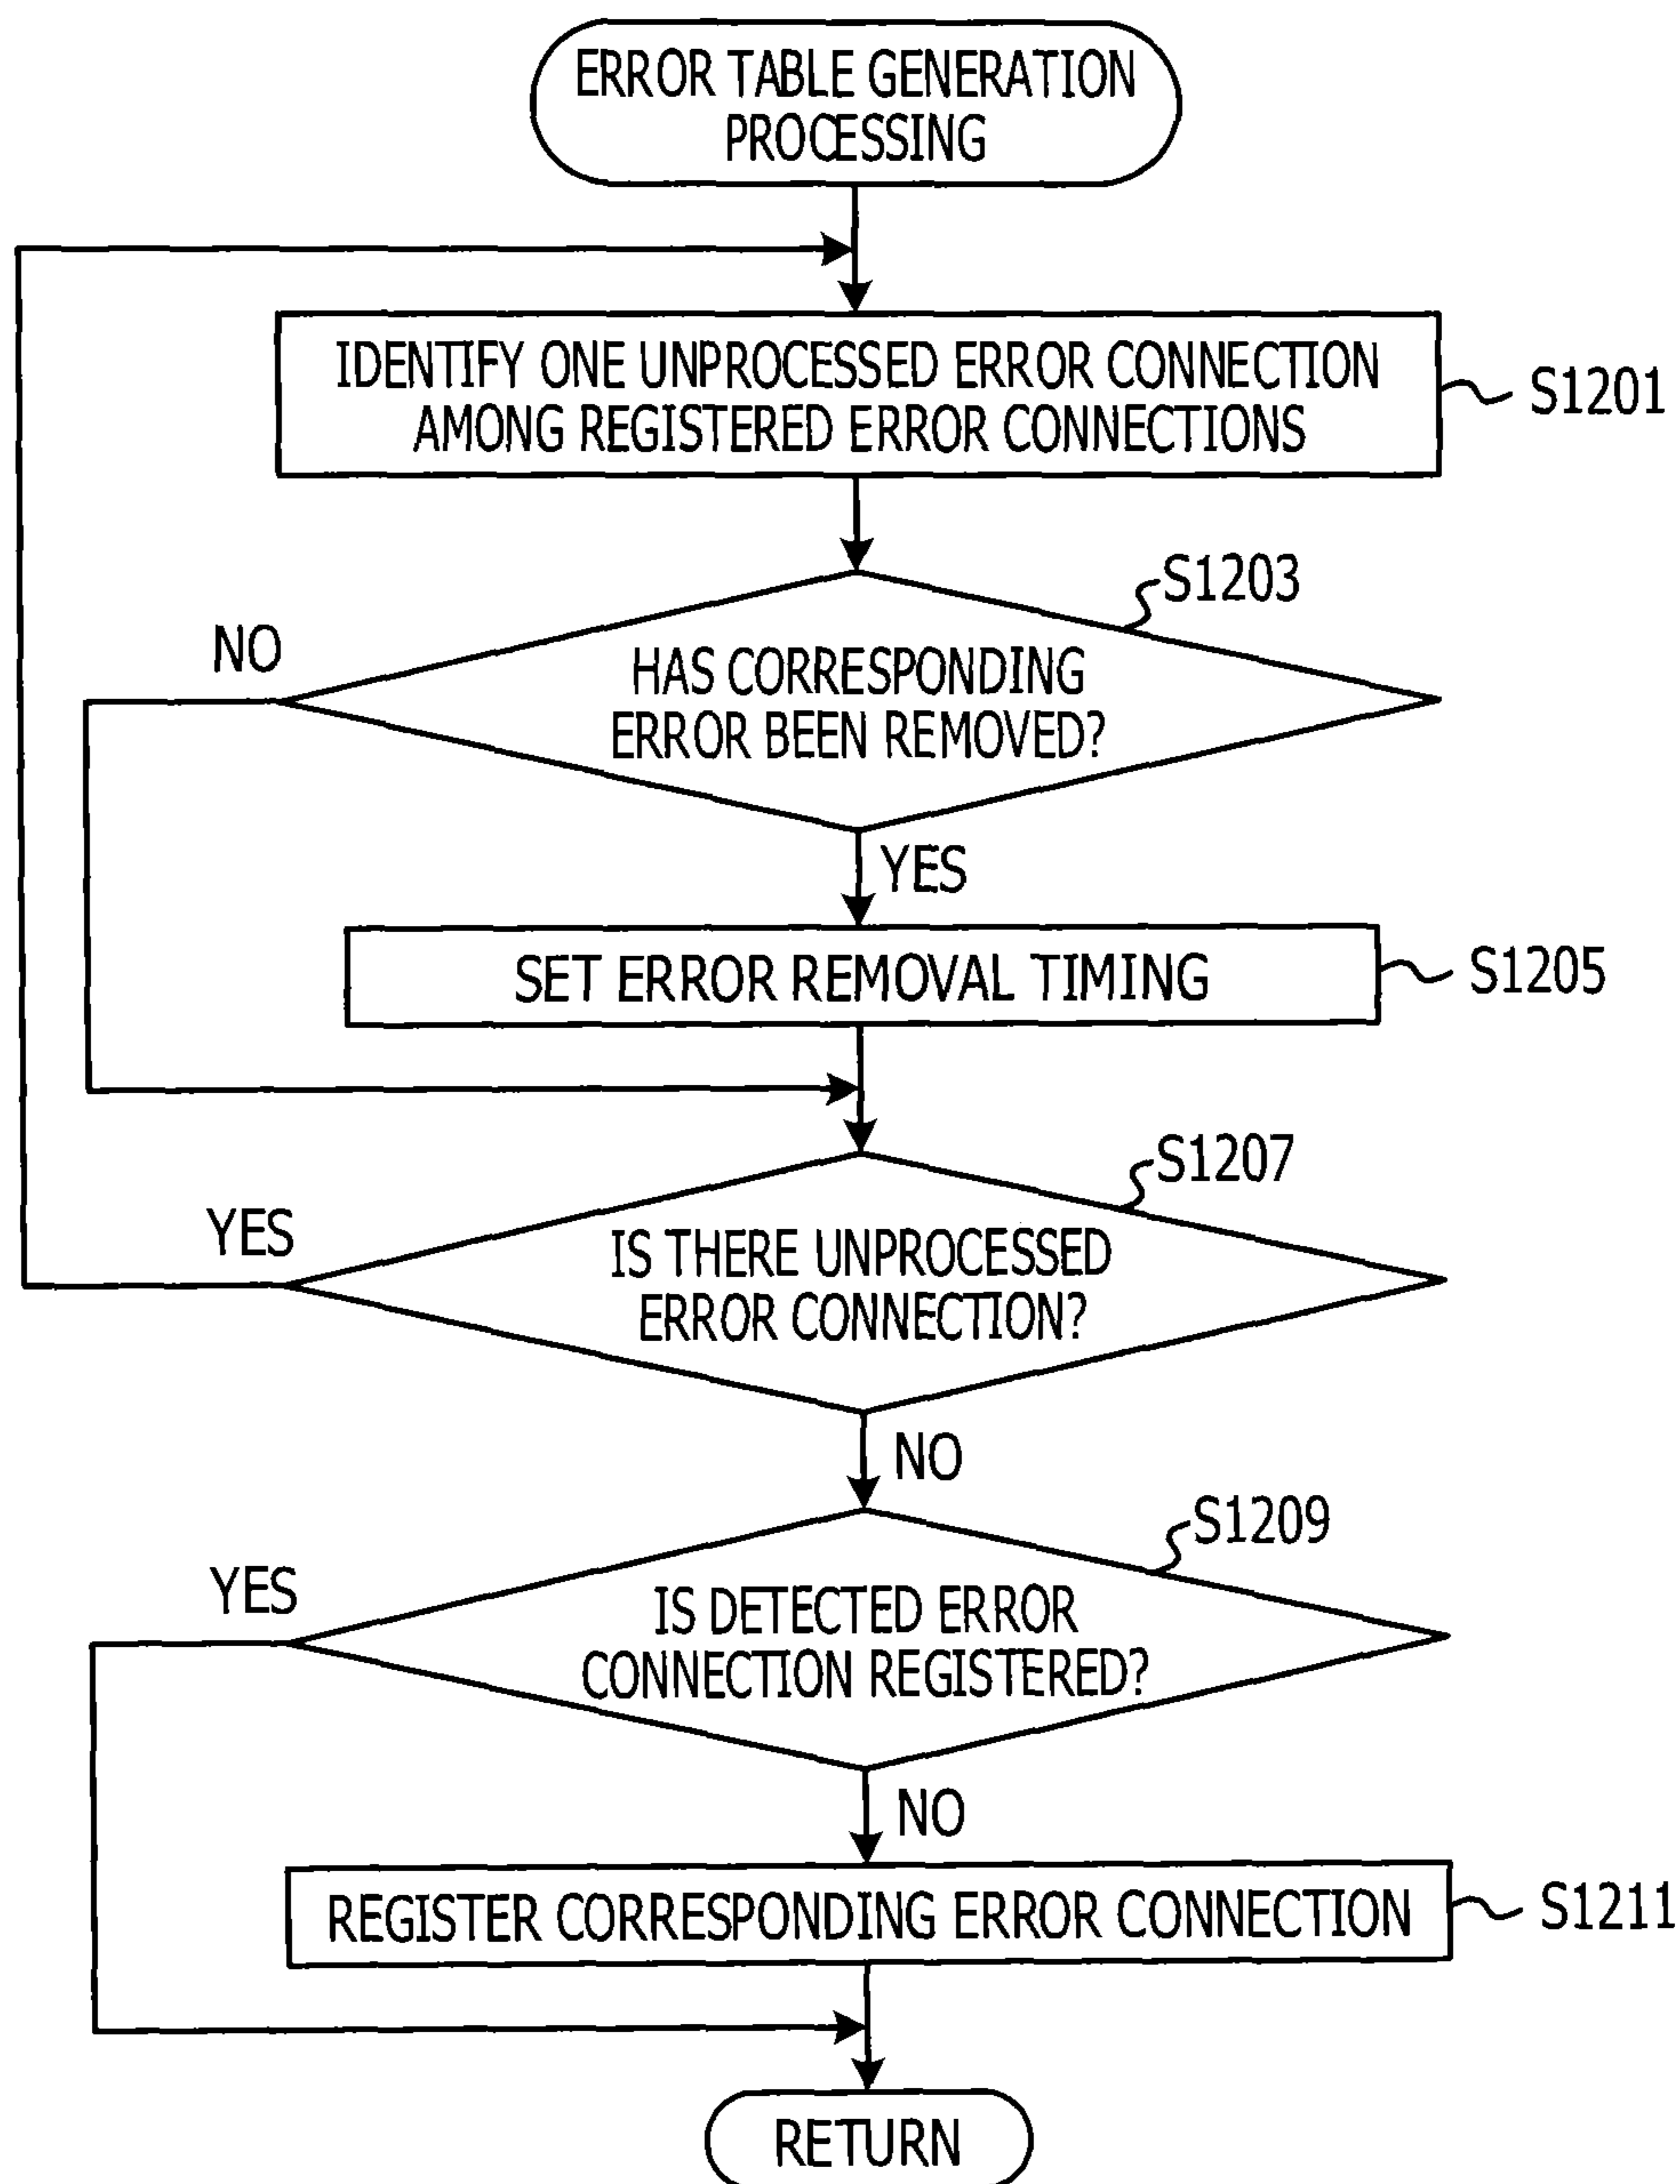 ERROR TABLE GENERATION
PROCESSING
IDENTIFY ONE UNPROCESSED ERROR CONNECTION
AMONG REGISTERED ERROR CONNECTIONS
S1201
S1203
NO
HAS CORRESPONDING
ERROR BEEN REMOVED?
YES
SET ERROR REMOVAL TIMING
S1205
S1207
YES
IS THERE UNPROCESSED
ERROR CONNECTION?
NO
S1209
YES
IS DETECTED ERROR
CONNECTION REGISTERED?
NO
REGISTER CORRESPONDING ERROR CONNECTION
S1211
RETURN